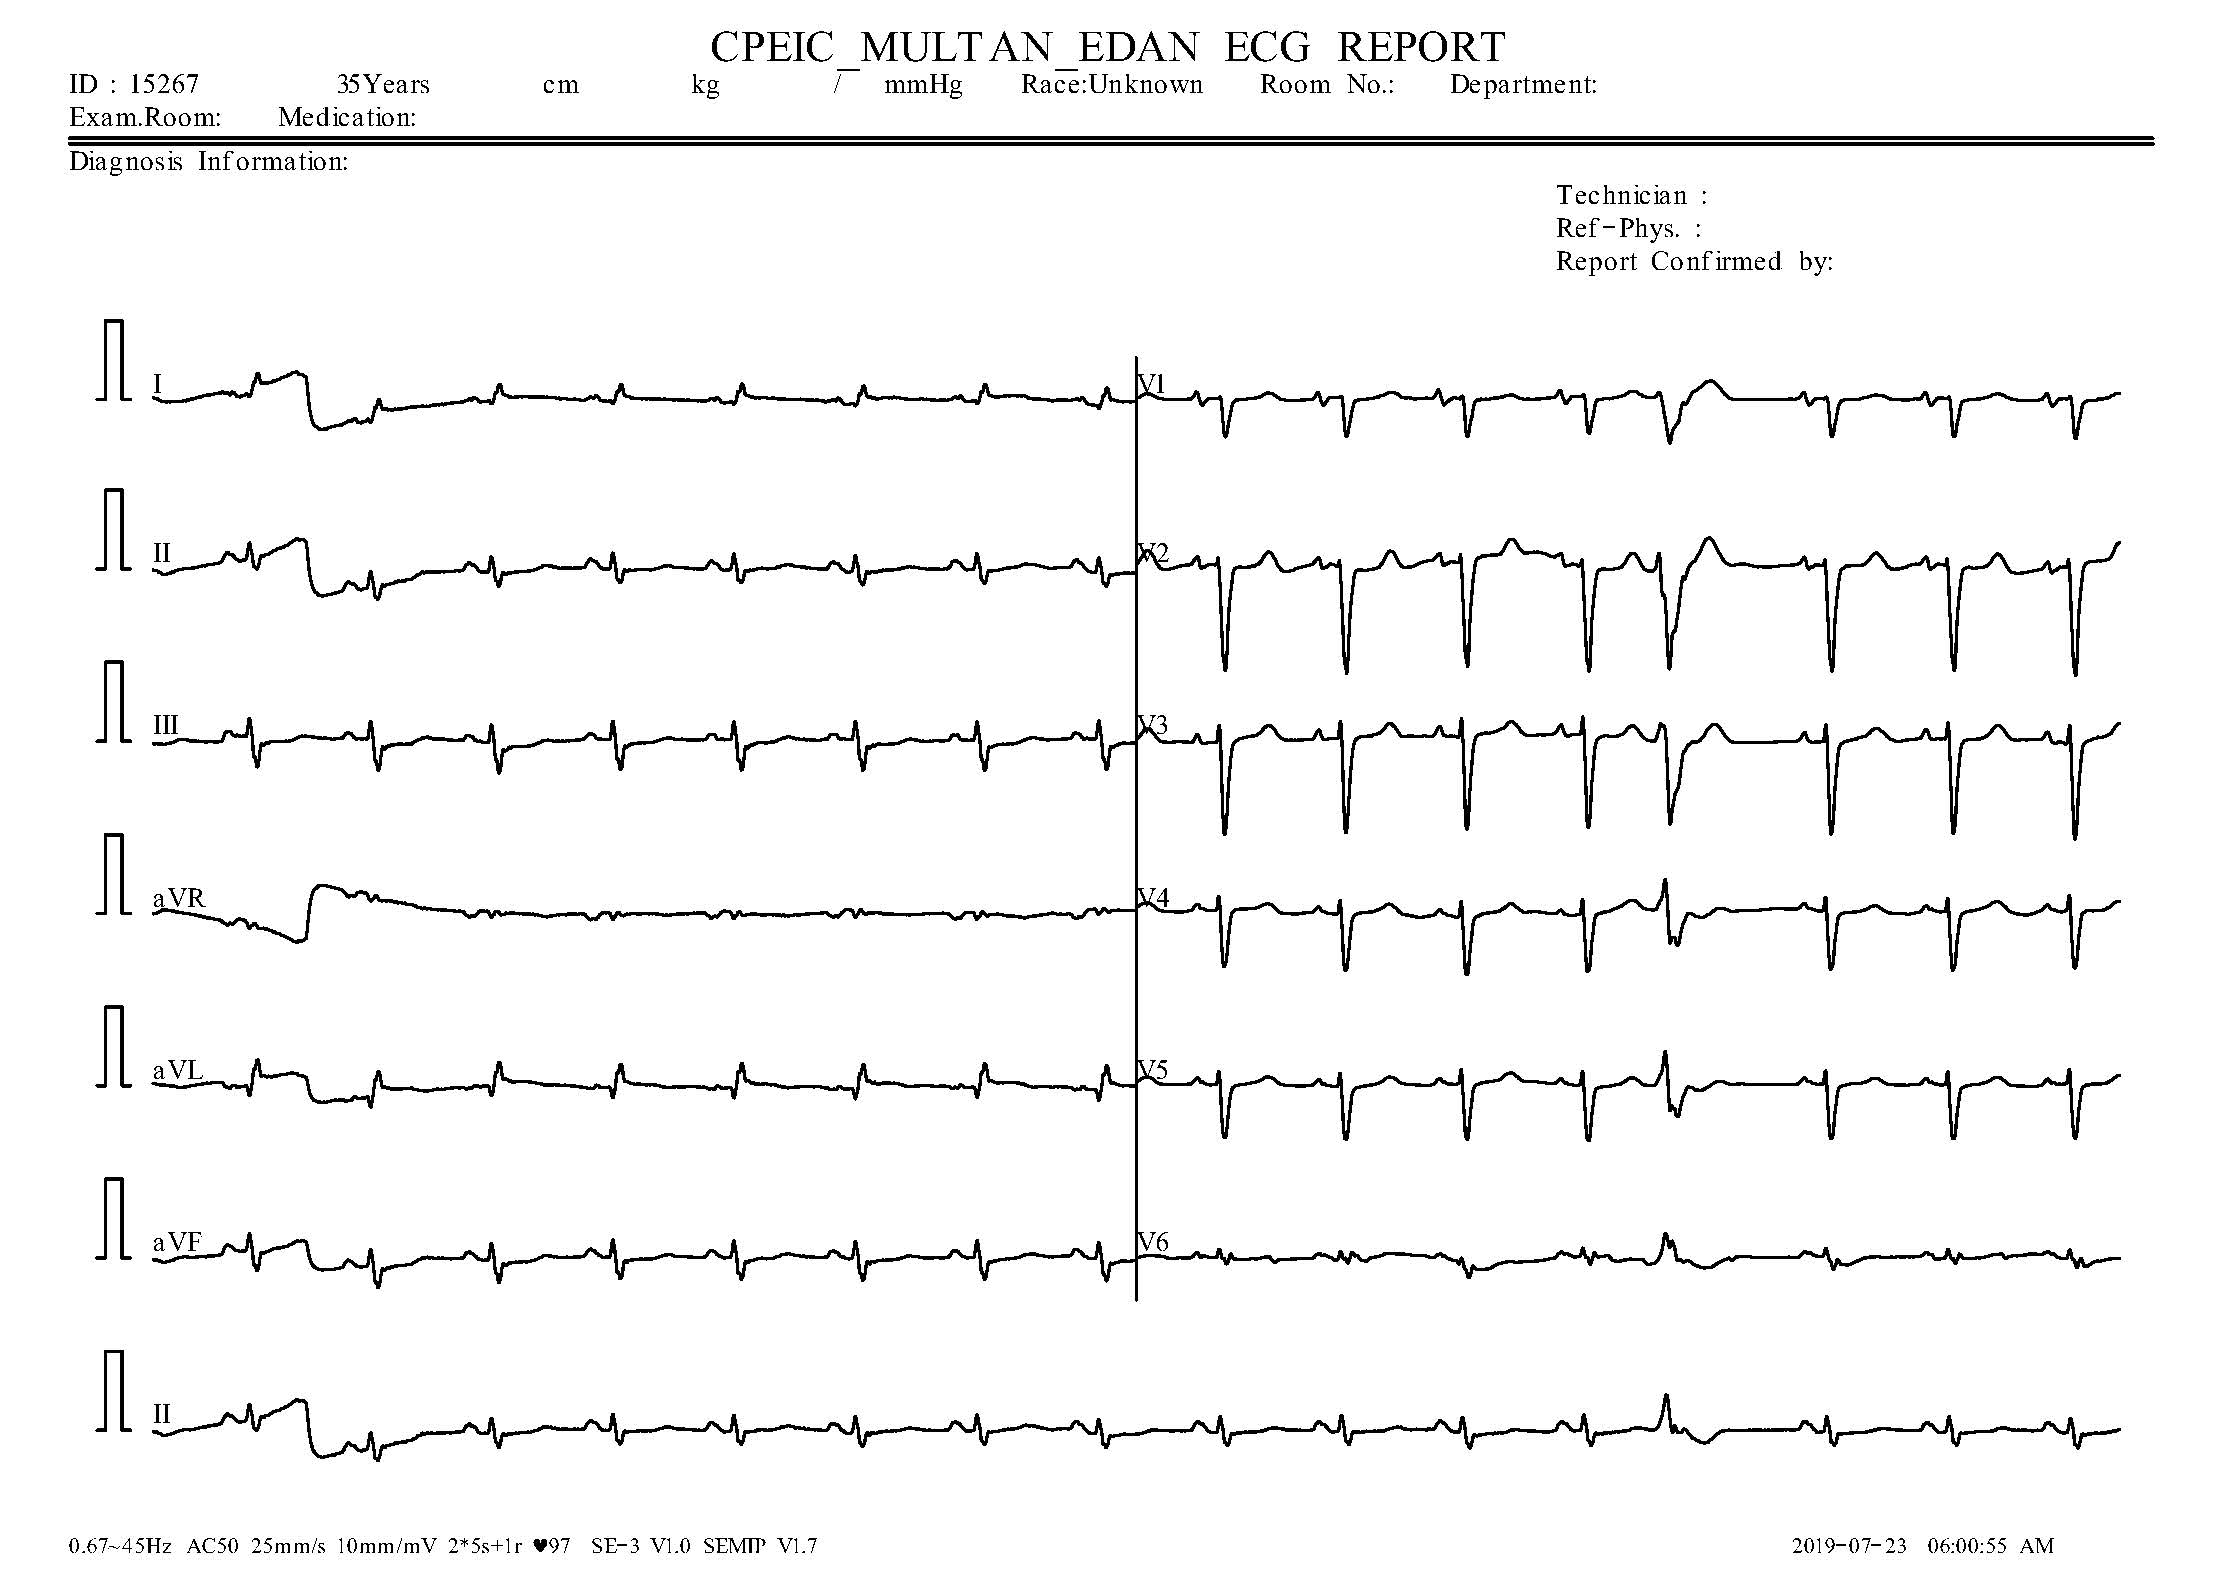 CPEIC_MULTAN_EDAN ECG REPORT
ID : 15267 35Years cm kg / mmHg Race:Unknown Room No.: Department:
Exam.Room: Medication:
Diagnosis Information:
Technician :
Ref-Phys. :
Report Confirmed by:
I V1
II V2
III V3
aVR V4
aVL V5
aVF V6
II
0.67~45Hz AC50 25mm/s 10mm/mV 2*5s+1r ♥97 SE-3 V1.0 SEMIP V1.7 2019-07-23 06:00:55 AM